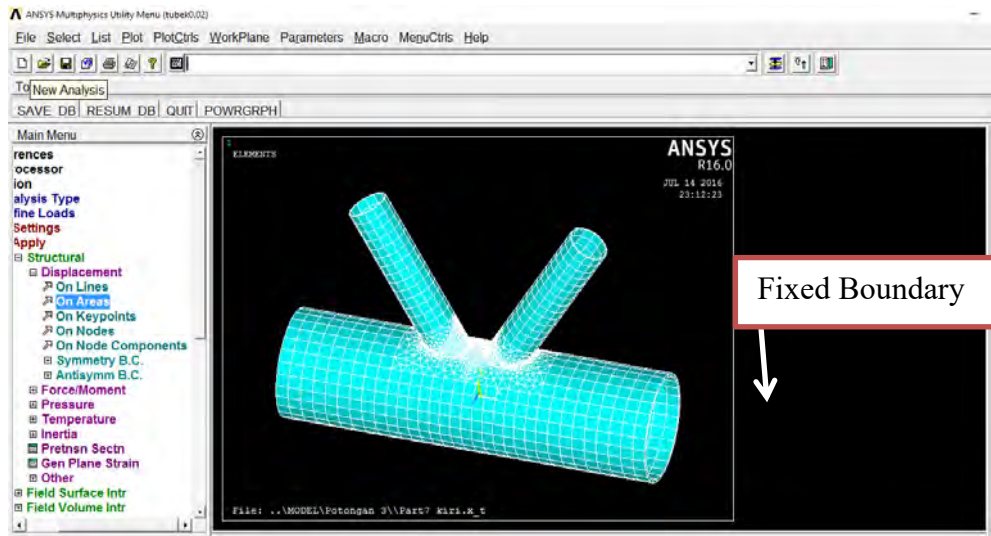 ANSYS Multiphysics Utility Menu (tubek0.02)
File Select List Plot PlotCtrls WorkPlane Parameters Macro MenuCtrls Help
To
New Analysis
SAVE_DB RESUM_DB QUIT POWRGRPH
Main Menu
rences
ocessor
ion
alysis Type
fine Loads
Settings
Apply
Structural
Displacement
On Lines
On Areas
On Keypoints
On Nodes
On Node Components
Symmetry B.C.
Antisymm B.C.
Force/Moment
Pressure
Temperature
Inertia
Pretnsn Sectn
Gen Plane Strain
Other
Field Surface Intr
Field Volume Intr
1
ELEMENTS
ANSYS
R16.0
JUL 14 2016
23:12:23
Fixed Boundary
File: ..\MODEL\Potongan 3\\Part7 kiri.x_t